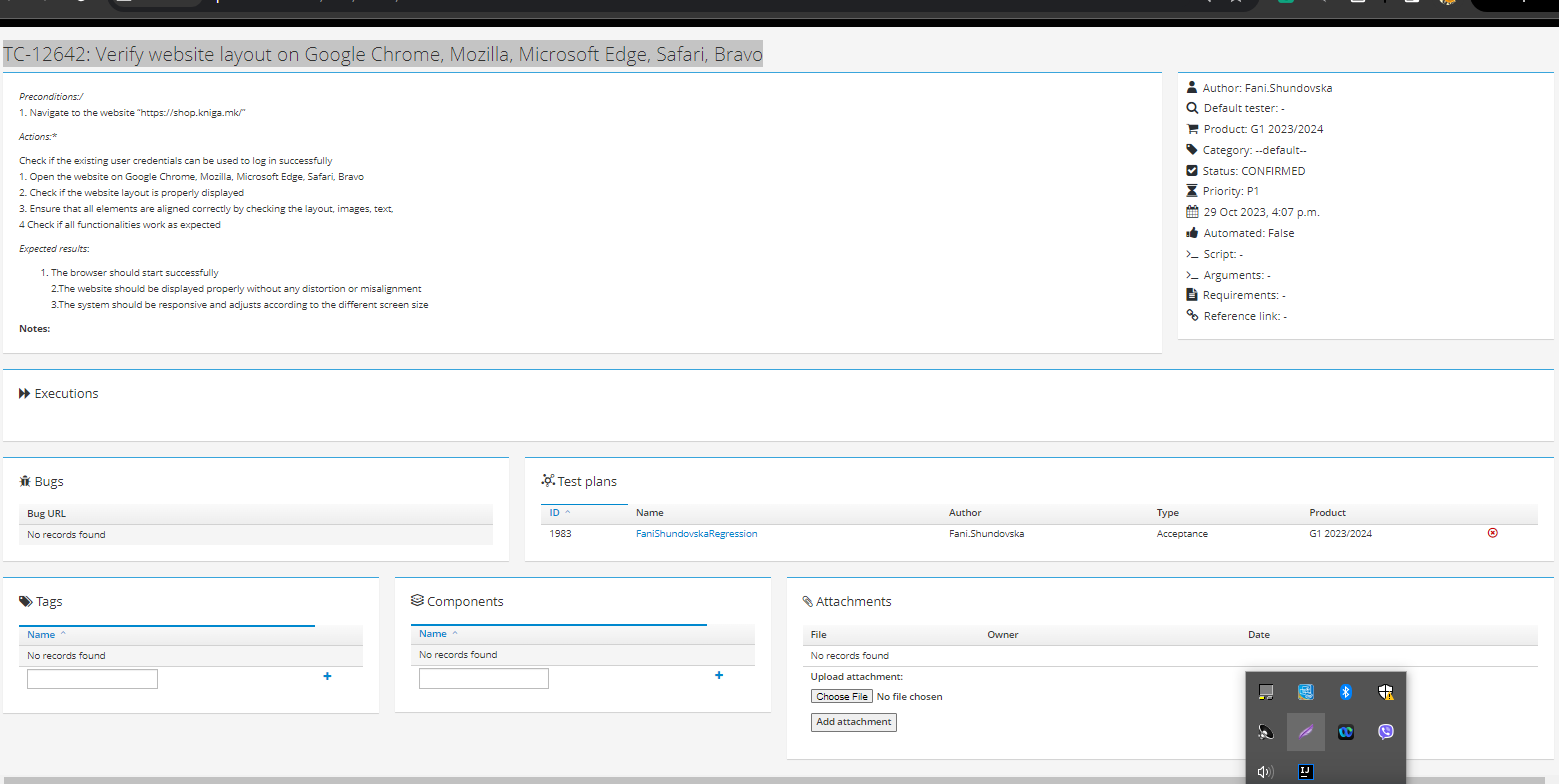 TC-12642: Verify website layout on Google Chrome, Mozilla, Microsoft Edge, Safari, Bravo
Preconditions:/
1. Navigate to the website "https://shop.kniga.mk/"
Actions:*
Check if the existing user credentials can be used to log in successfully
1. Open the website on Google Chrome, Mozilla, Microsoft Edge, Safari, Bravo
2. Check if the website layout is properly displayed
3. Ensure that all elements are aligned correctly by checking the layout, images, text,
4 Check if all functionalities work as expected
Expected results:
1. The browser should start successfully
2.The website should be displayed properly without any distortion or misalignment
3.The system should be responsive and adjusts according to the different screen size
Notes:
Author: Fani.Shundovska
Default tester: -
Product: G1 2023/2024
Category: --default--
Status: CONFIRMED
Priority: P1
29 Oct 2023, 4:07 p.m.
Automated: False
Script: -
Arguments: -
Requirements: -
Reference link: -
Executions
Bugs
Bug URL
No records found
Test plans
ID Name Author Type Product
1983 FaniShundovskaRegression Fani.Shundovska Acceptance G1 2023/2024
Tags
Name
No records found
Components
Name
No records found
Attachments
File Owner Date
No records found
Upload attachment:
Choose File No file chosen
Add attachment
IJ